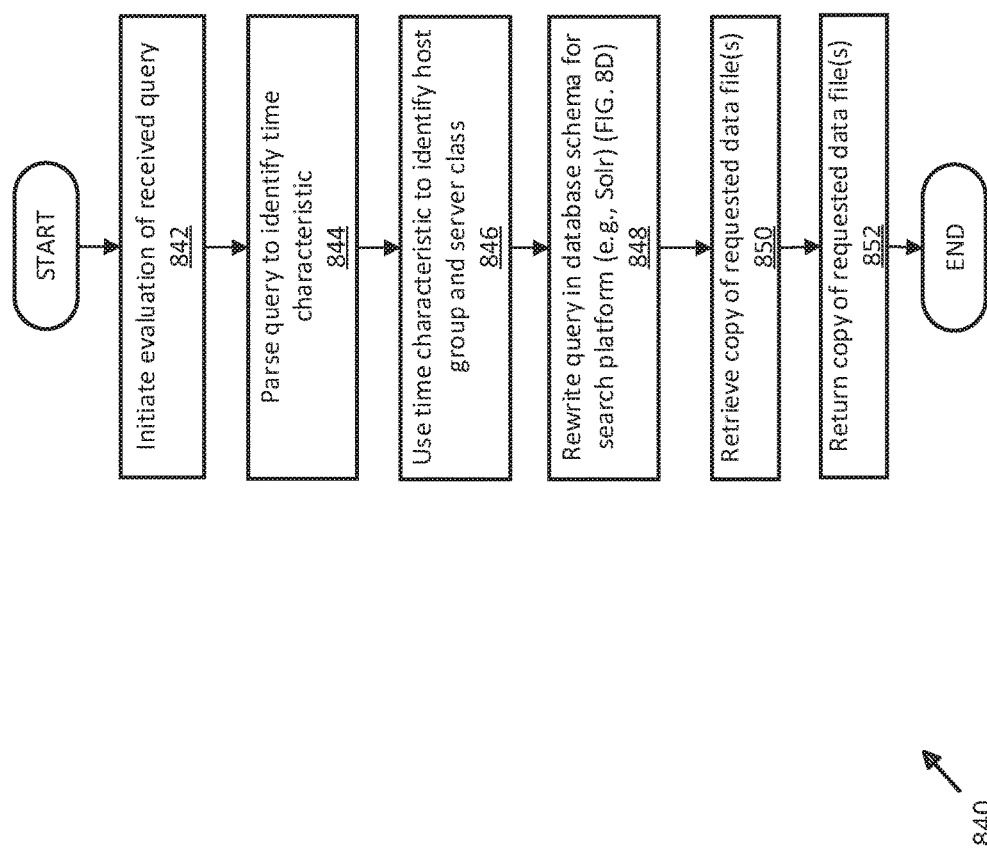 START
Initiate evaluation of received query
842
Parse query to identify time
characteristic
844
Use time characteristic to identify host
group and server class
846
Rewrite query in database schema for
search platform (e.g., Solr) (FIG. 8D)
848
Retrieve copy of requested data file(s)
850
Return copy of requested data file(s)
852
END
840